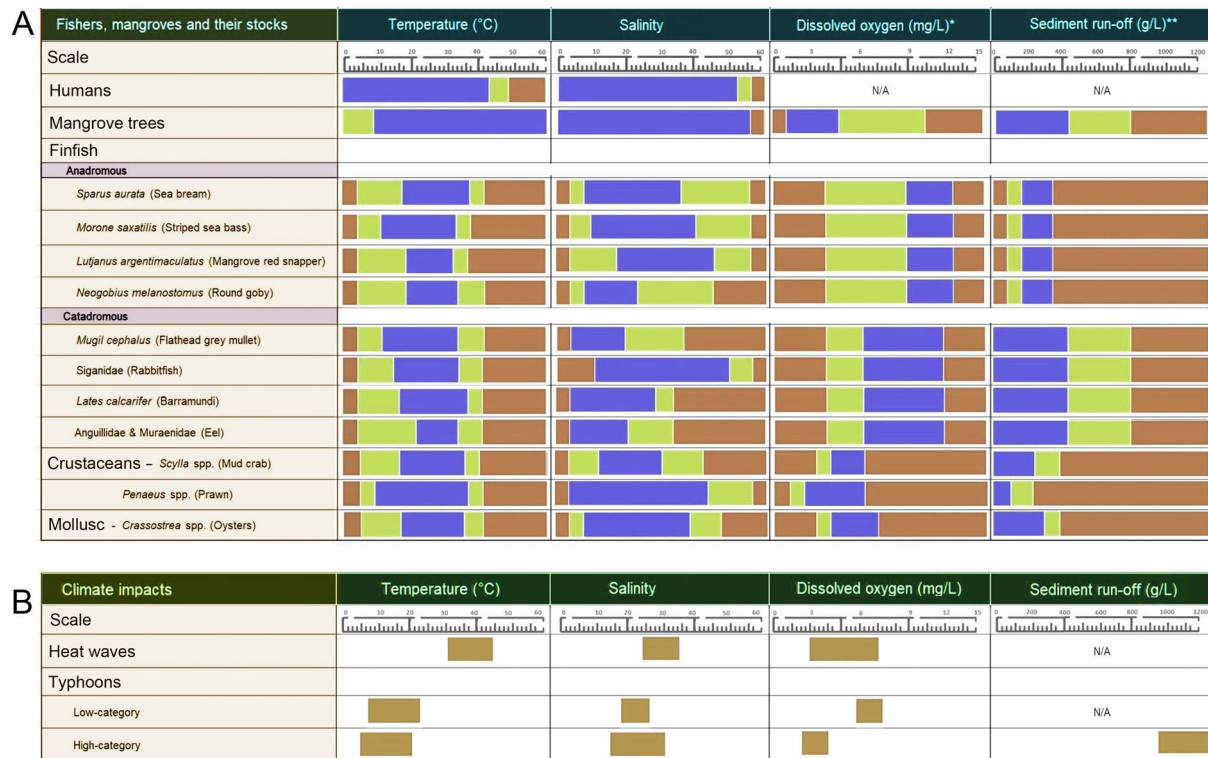 A
Fishers, mangroves and their stocks Temperature (°C) Salinity Dissolved oxygen (mg/L)* Sediment run-off (g/L)**
Scale 0 10 20 30 40 50 60 0 10 20 30 40 50 60 0 3 6 9 12 15 0 200 400 600 800 1000 1200
Humans N/A N/A
Mangrove trees
Finfish
Anadromous
Sparus aurata (Sea bream)
Morone saxatilis (Striped sea bass)
Lutjanus argentimaculatus (Mangrove red snapper)
Neogobius melanostomus (Round goby)
Catadromous
Mugil cephalus (Flathead grey mullet)
Siganidae (Rabbitfish)
Lates calcarifer (Barramundi)
Anguillidae & Muraenidae (Eel)
Crustaceans – Scylla spp. (Mud crab)
Penaeus spp. (Prawn)
Mollusc - Crassostrea spp. (Oysters)
B
Climate impacts Temperature (°C) Salinity Dissolved oxygen (mg/L) Sediment run-off (g/L)
Scale 0 10 20 30 40 50 60 0 10 20 30 40 50 60 0 3 6 9 12 15 0 200 400 600 800 1000 1200
Heat waves N/A
Typhoons
Low-category N/A
High-category